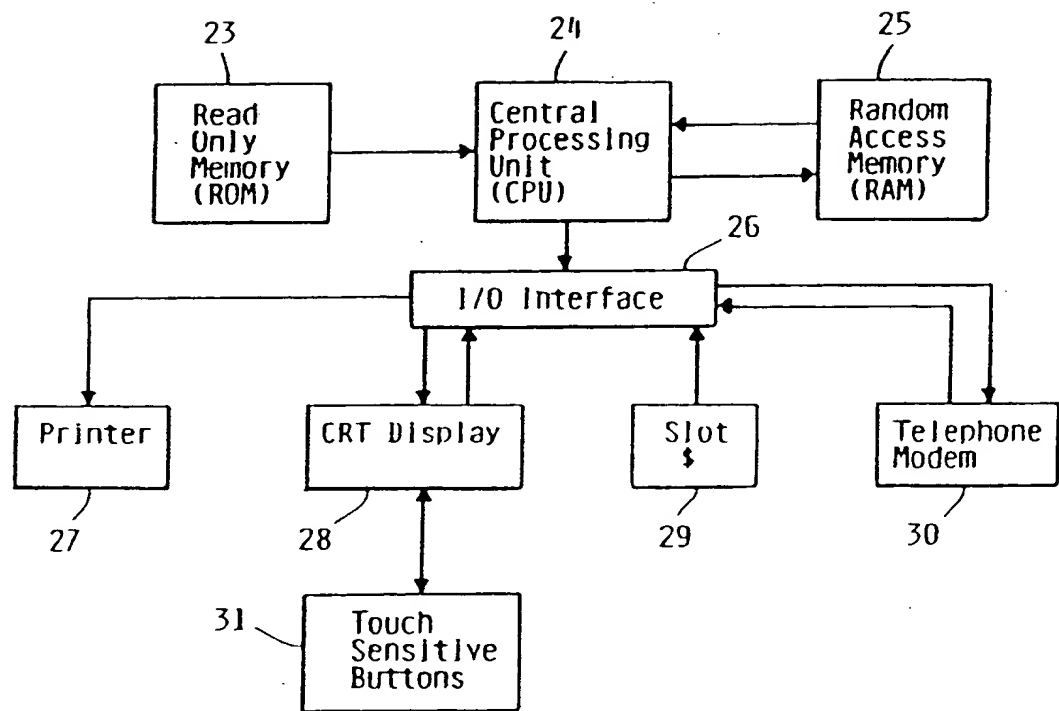 23
24
25
Read
Only
Memory
(ROM)
Central
Processing
Unit
(CPU)
Random
Access
Memory
(RAM)
26
I/O Interface
Printer
CRT Display
Slot
$
Telephone
Modem
27
28
29
30
31
Touch
Sensitive
Buttons